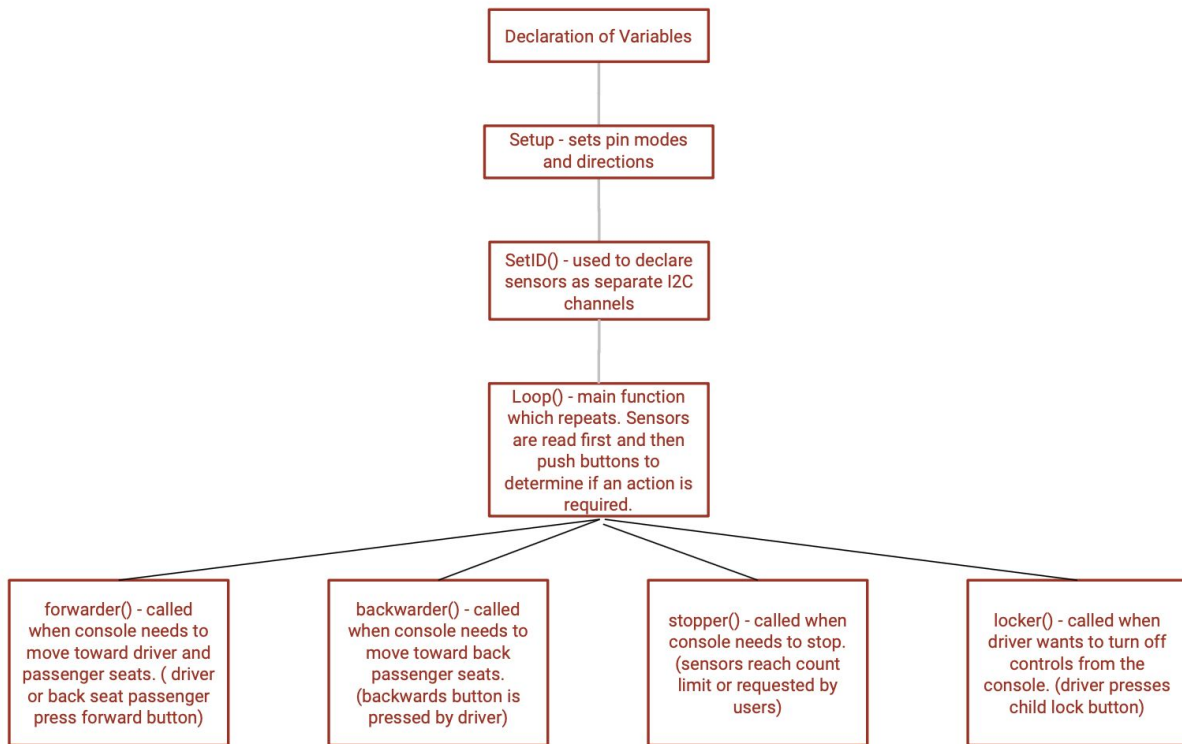 Declaration of Variables
Setup - sets pin modes
and directions
SetID() - used to declare
sensors as separate I2C
channels
Loop() - main function
which repeats. Sensors
are read first and then
push buttons to
determine if an action is
required.
forwarder() - called
when console needs to
move toward driver and
passenger seats. ( driver
or back seat passenger
press forward button)
backwarder() - called
when console needs to
move toward back
passenger seats.
(backwards button is
pressed by driver)
stopper() - called when
console needs to stop.
(sensors reach count
limit or requested by
users)
locker() - called when
driver wants to turn off
controls from the
console. (driver presses
child lock button)